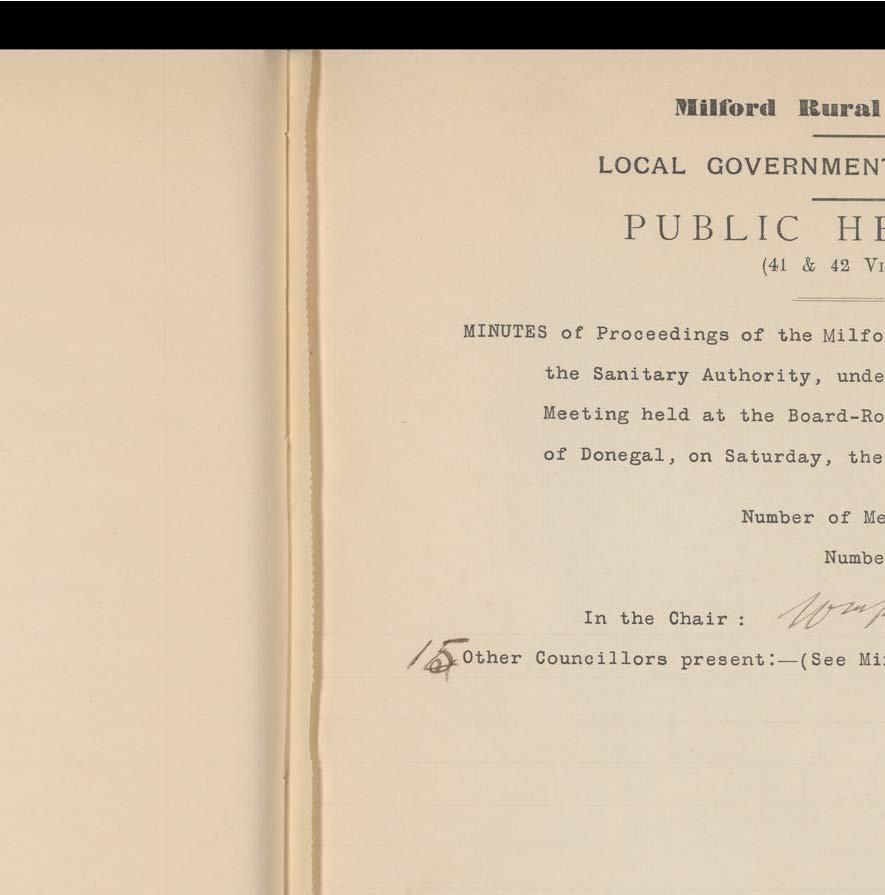 Milford Rural
LOCAL GOVERNMENT
PUBLIC HE
(41 & 42 VI
MINUTES of Proceedings of the Milfo
the Sanitary Authority, unde
Meeting held at the Board-Ro
of Donegal, on Saturday, the
Number of Me
Numbe
In the Chair :
15 Other Councillors present:—(See Mi